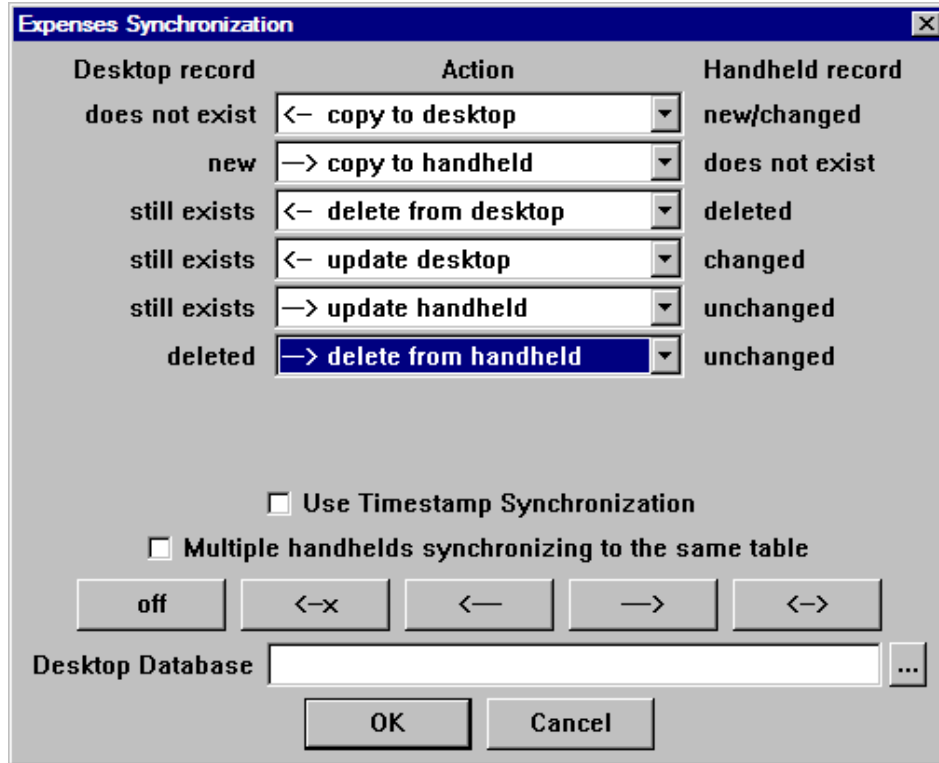 Expenses Synchronization
Desktop record Action Handheld record
does not exist <– copy to desktop new/changed
new —> copy to handheld does not exist
still exists <– delete from desktop deleted
still exists <– update desktop changed
still exists —> update handheld unchanged
deleted —> delete from handheld unchanged
Use Timestamp Synchronization
Multiple handhelds synchronizing to the same table
off <–x <— —> <–>
Desktop Database ...
OK Cancel